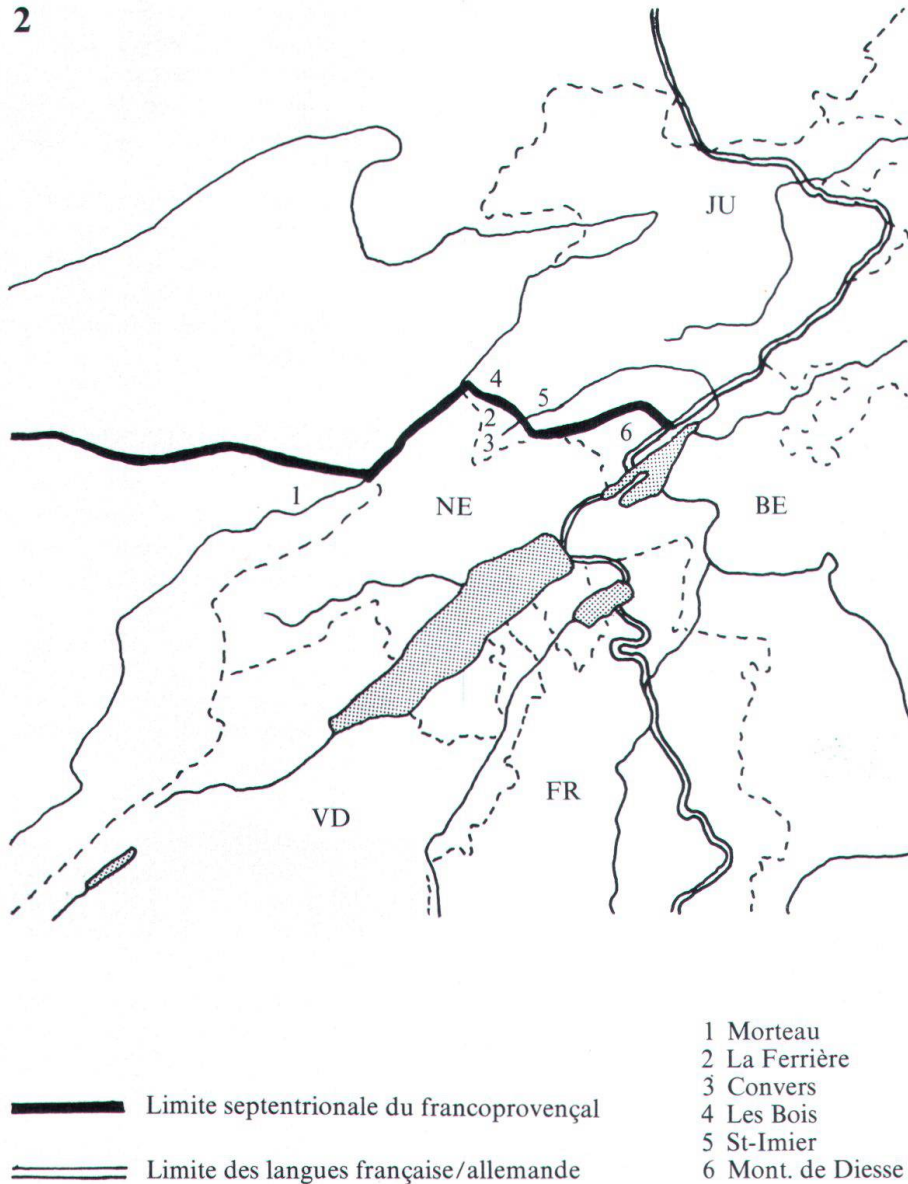 2
JU
4
5
2
3
6
1
NE
BE
FR
VD
1 Morteau
2 La Ferrière
3 Convers
4 Les Bois
5 St-Imier
6 Mont. de Diesse
Limite septentrionale du francoprovençal
Limite des langues française/allemande